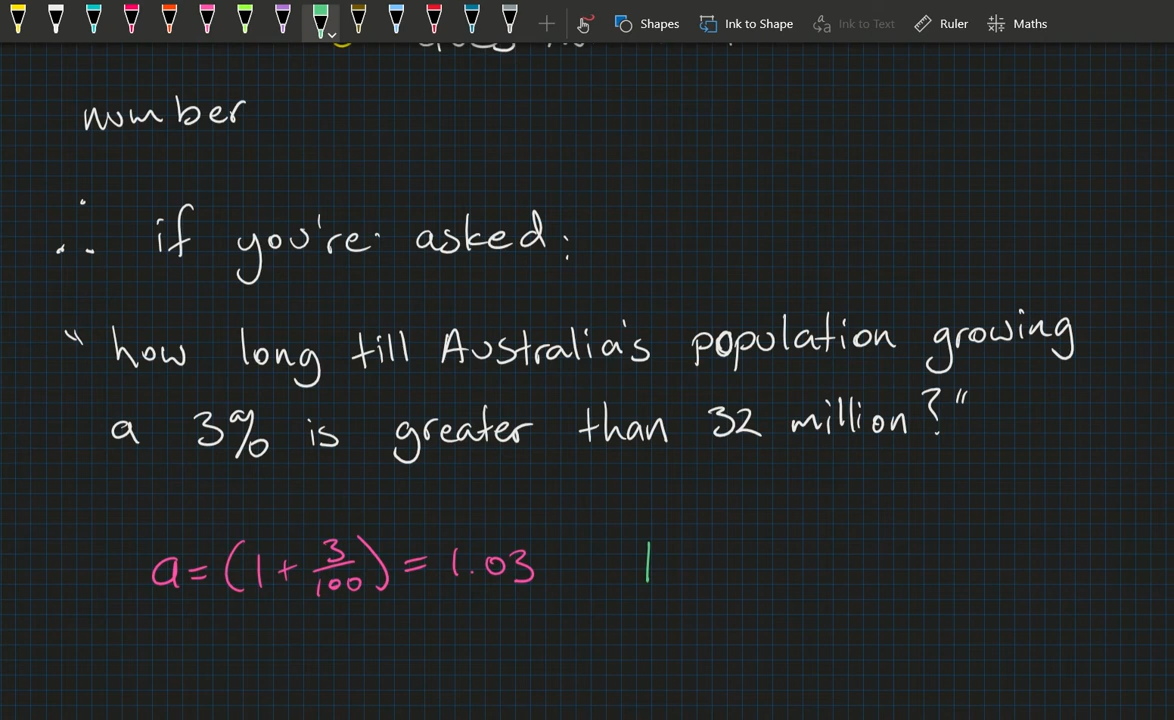 Shapes Ink to Shape Ink to Text Ruler Maths
number
∴ if you're asked:
"how long till Australia's population growing
a 3% is greater than 32 million?"
a = (1 + 3/100) = 1.03 |